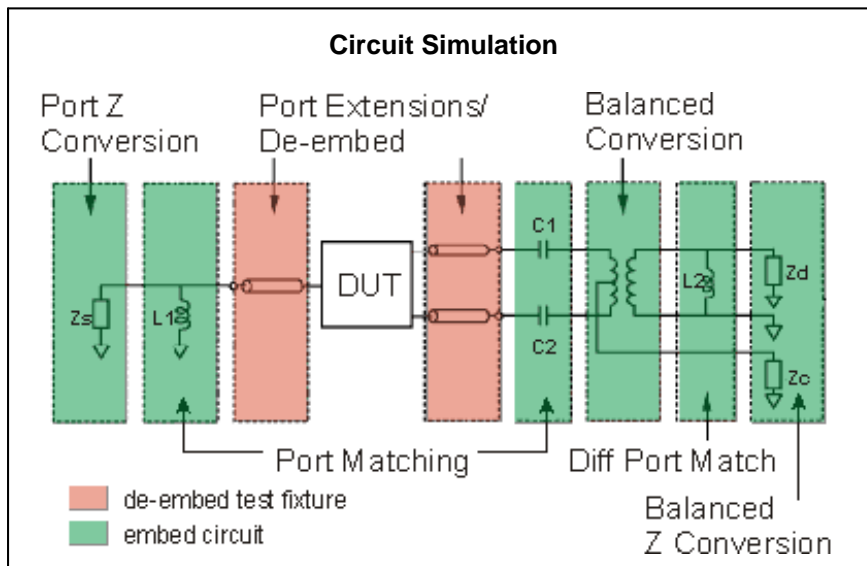 Circuit Simulation
Port Z
Conversion
Port Extensions/
De-embed
Balanced
Conversion
C1
Zs
L1
DUT
L2
Zd
C2
Zc
Port Matching
Diff Port Match
de-embed test fixture
embed circuit
Balanced
Z Conversion